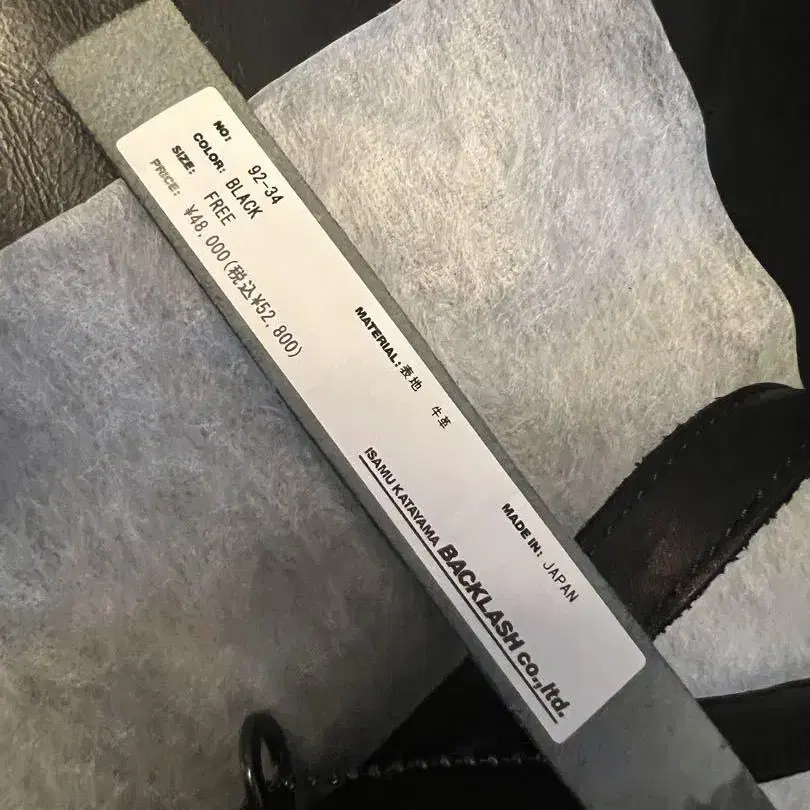 NO: 92-34
COLOR: BLACK
SIZE: FREE
PRICE: ¥48,000(税込¥52,800)
MATERIAL: 表地 牛革
MADE IN: JAPAN
ISAMU KATAYAMA BACKLASH co.,ltd.